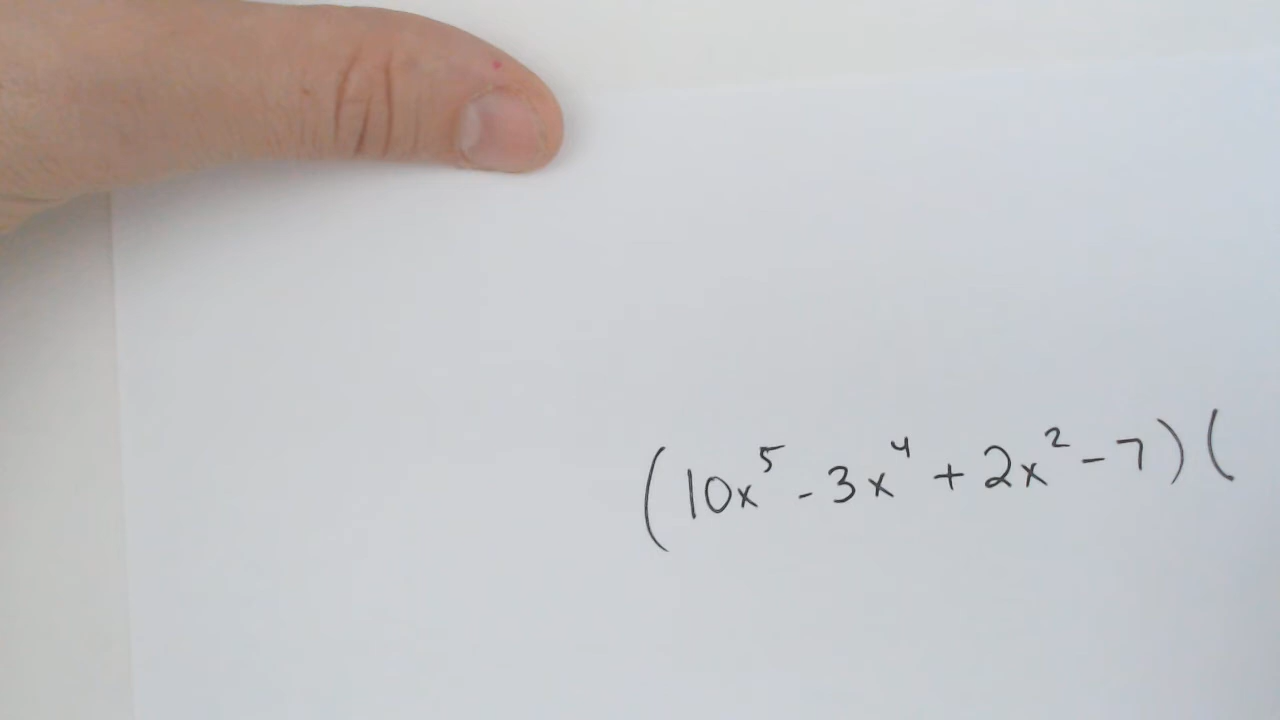 (10x⁵ - 3x⁴ + 2x² - 7)(